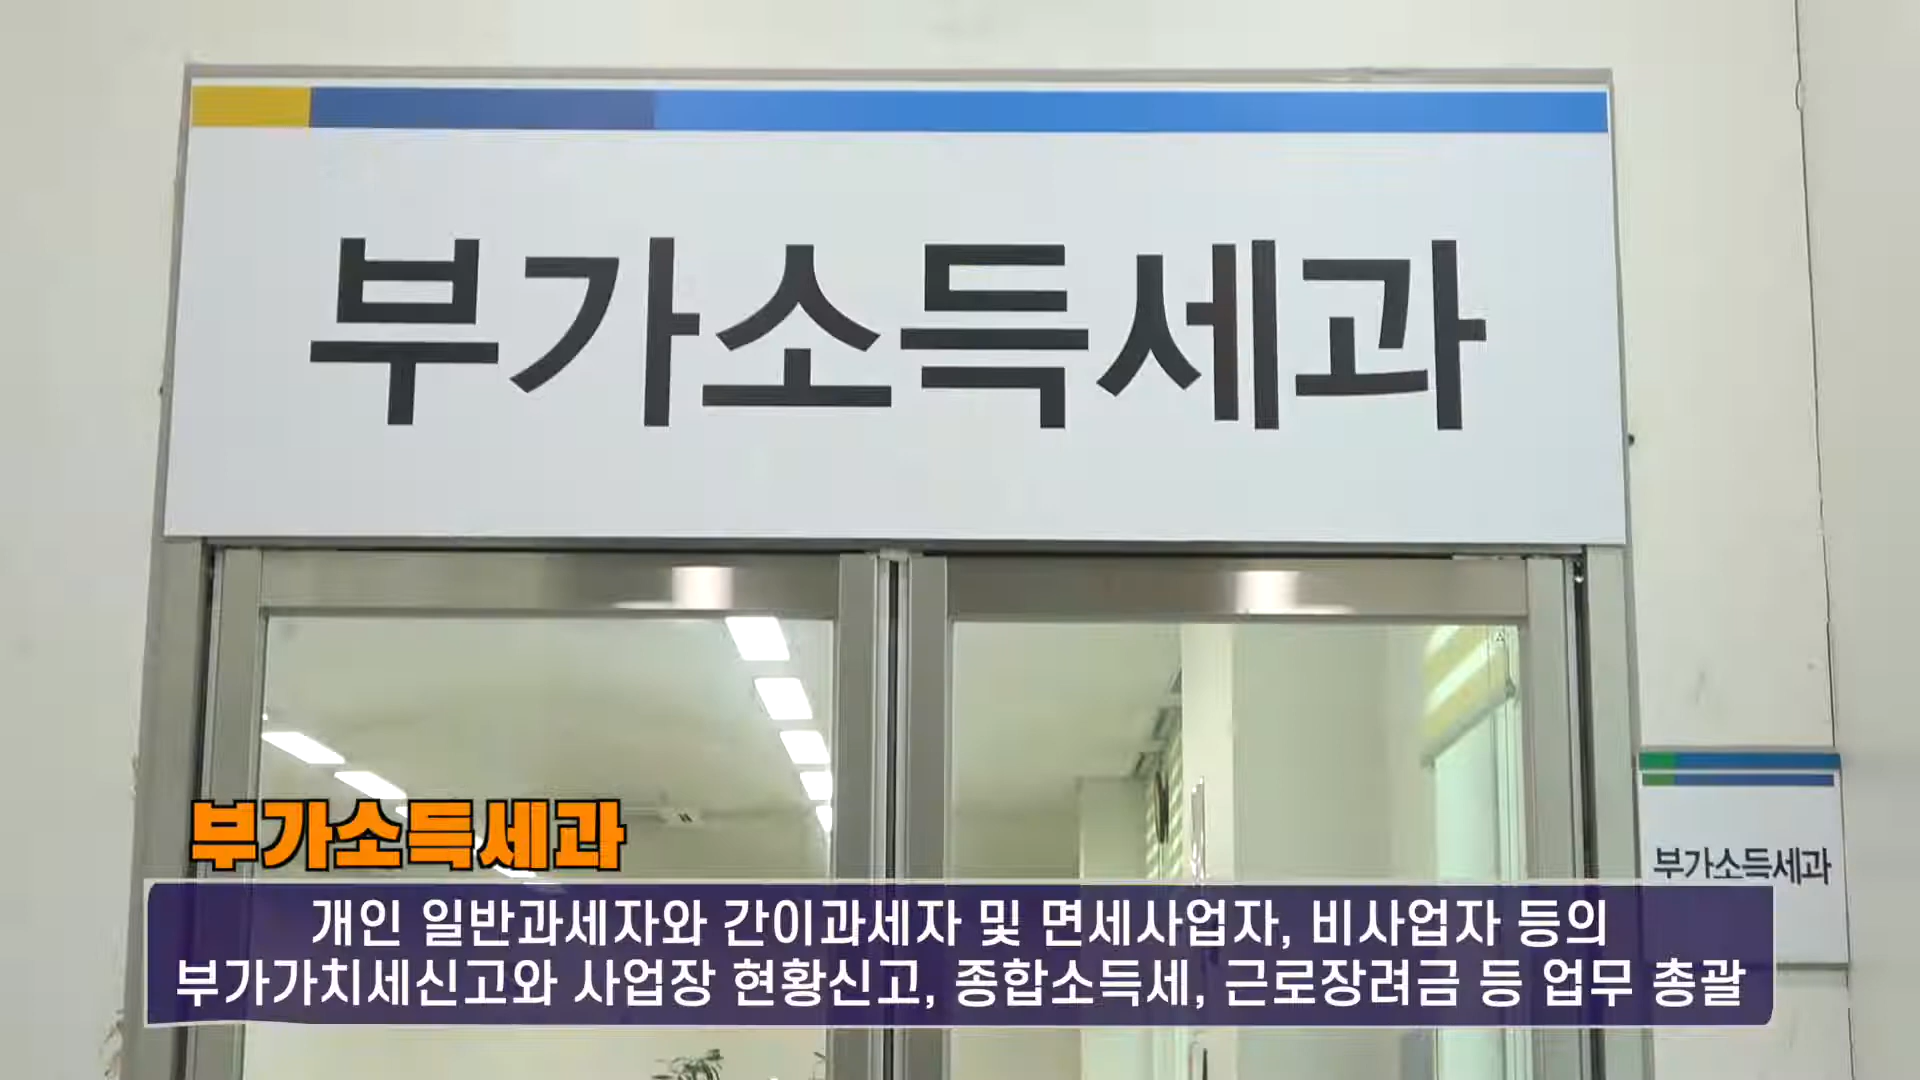 부가소득세과
부가소득세과
부가소득세과
개인 일반과세자와 간이과세자 및 면세사업자, 비사업자 등의
부가가치세신고와 사업장 현황신고, 종합소득세, 근로장려금 등 업무 총괄